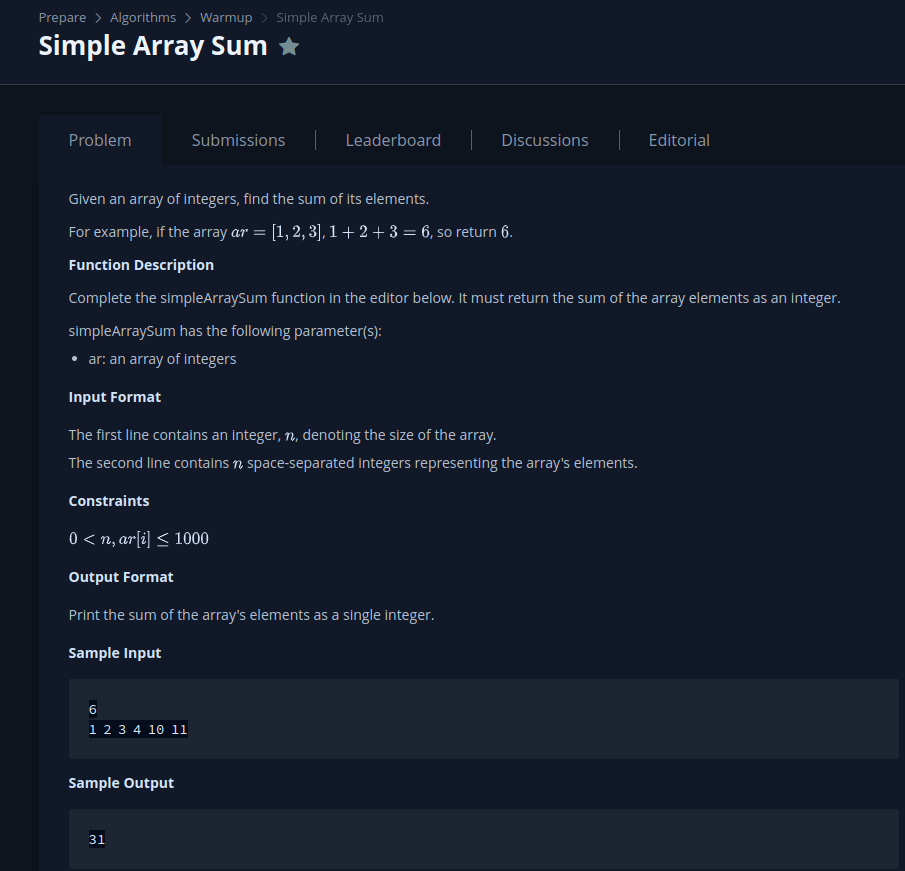 Prepare > Algorithms > Warmup > Simple Array Sum
Simple Array Sum ★
Problem | Submissions | Leaderboard | Discussions | Editorial
Given an array of integers, find the sum of its elements.
For example, if the array ar = [1, 2, 3], 1 + 2 + 3 = 6, so return 6.
Function Description
Complete the simpleArraySum function in the editor below. It must return the sum of the array elements as an integer.
simpleArraySum has the following parameter(s):
• ar: an array of integers
Input Format
The first line contains an integer, n, denoting the size of the array.
The second line contains n space-separated integers representing the array's elements.
Constraints
0 < n, ar[i] ≤ 1000
Output Format
Print the sum of the array's elements as a single integer.
Sample Input
6
1 2 3 4 10 11
Sample Output
31